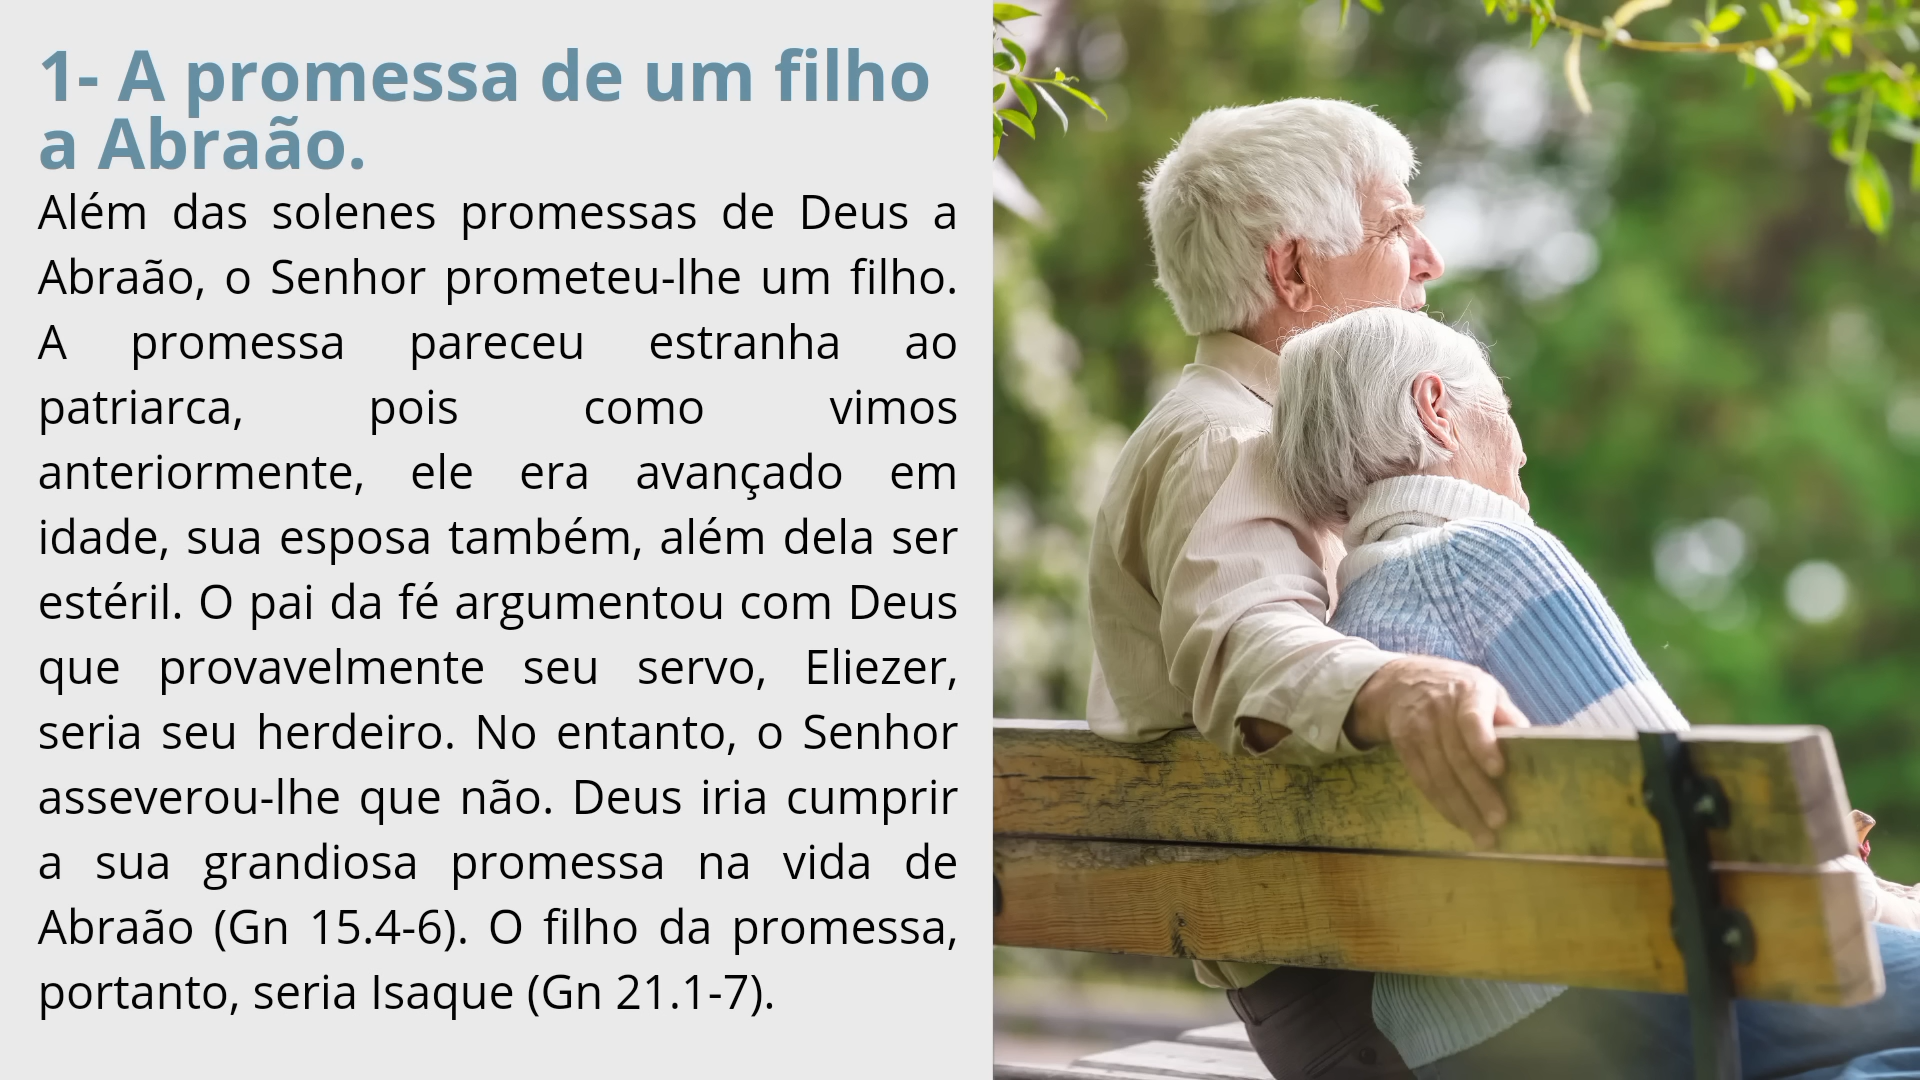 1- A promessa de um filho
a Abraão.
Além das solenes promessas de Deus a
Abraão, o Senhor prometeu-lhe um filho.
A promessa pareceu estranha ao
patriarca, pois como vimos
anteriormente, ele era avançado em
idade, sua esposa também, além dela ser
estéril. O pai da fé argumentou com Deus
que provavelmente seu servo, Eliezer,
seria seu herdeiro. No entanto, o Senhor
asseverou-lhe que não. Deus iria cumprir
a sua grandiosa promessa na vida de
Abraão (Gn 15.4-6). O filho da promessa,
portanto, seria Isaque (Gn 21.1-7).